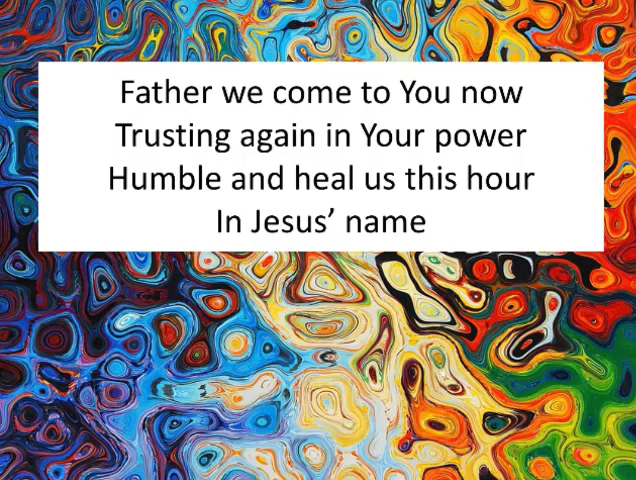 Father we come to You now
Trusting again in Your power
Humble and heal us this hour
In Jesus’ name